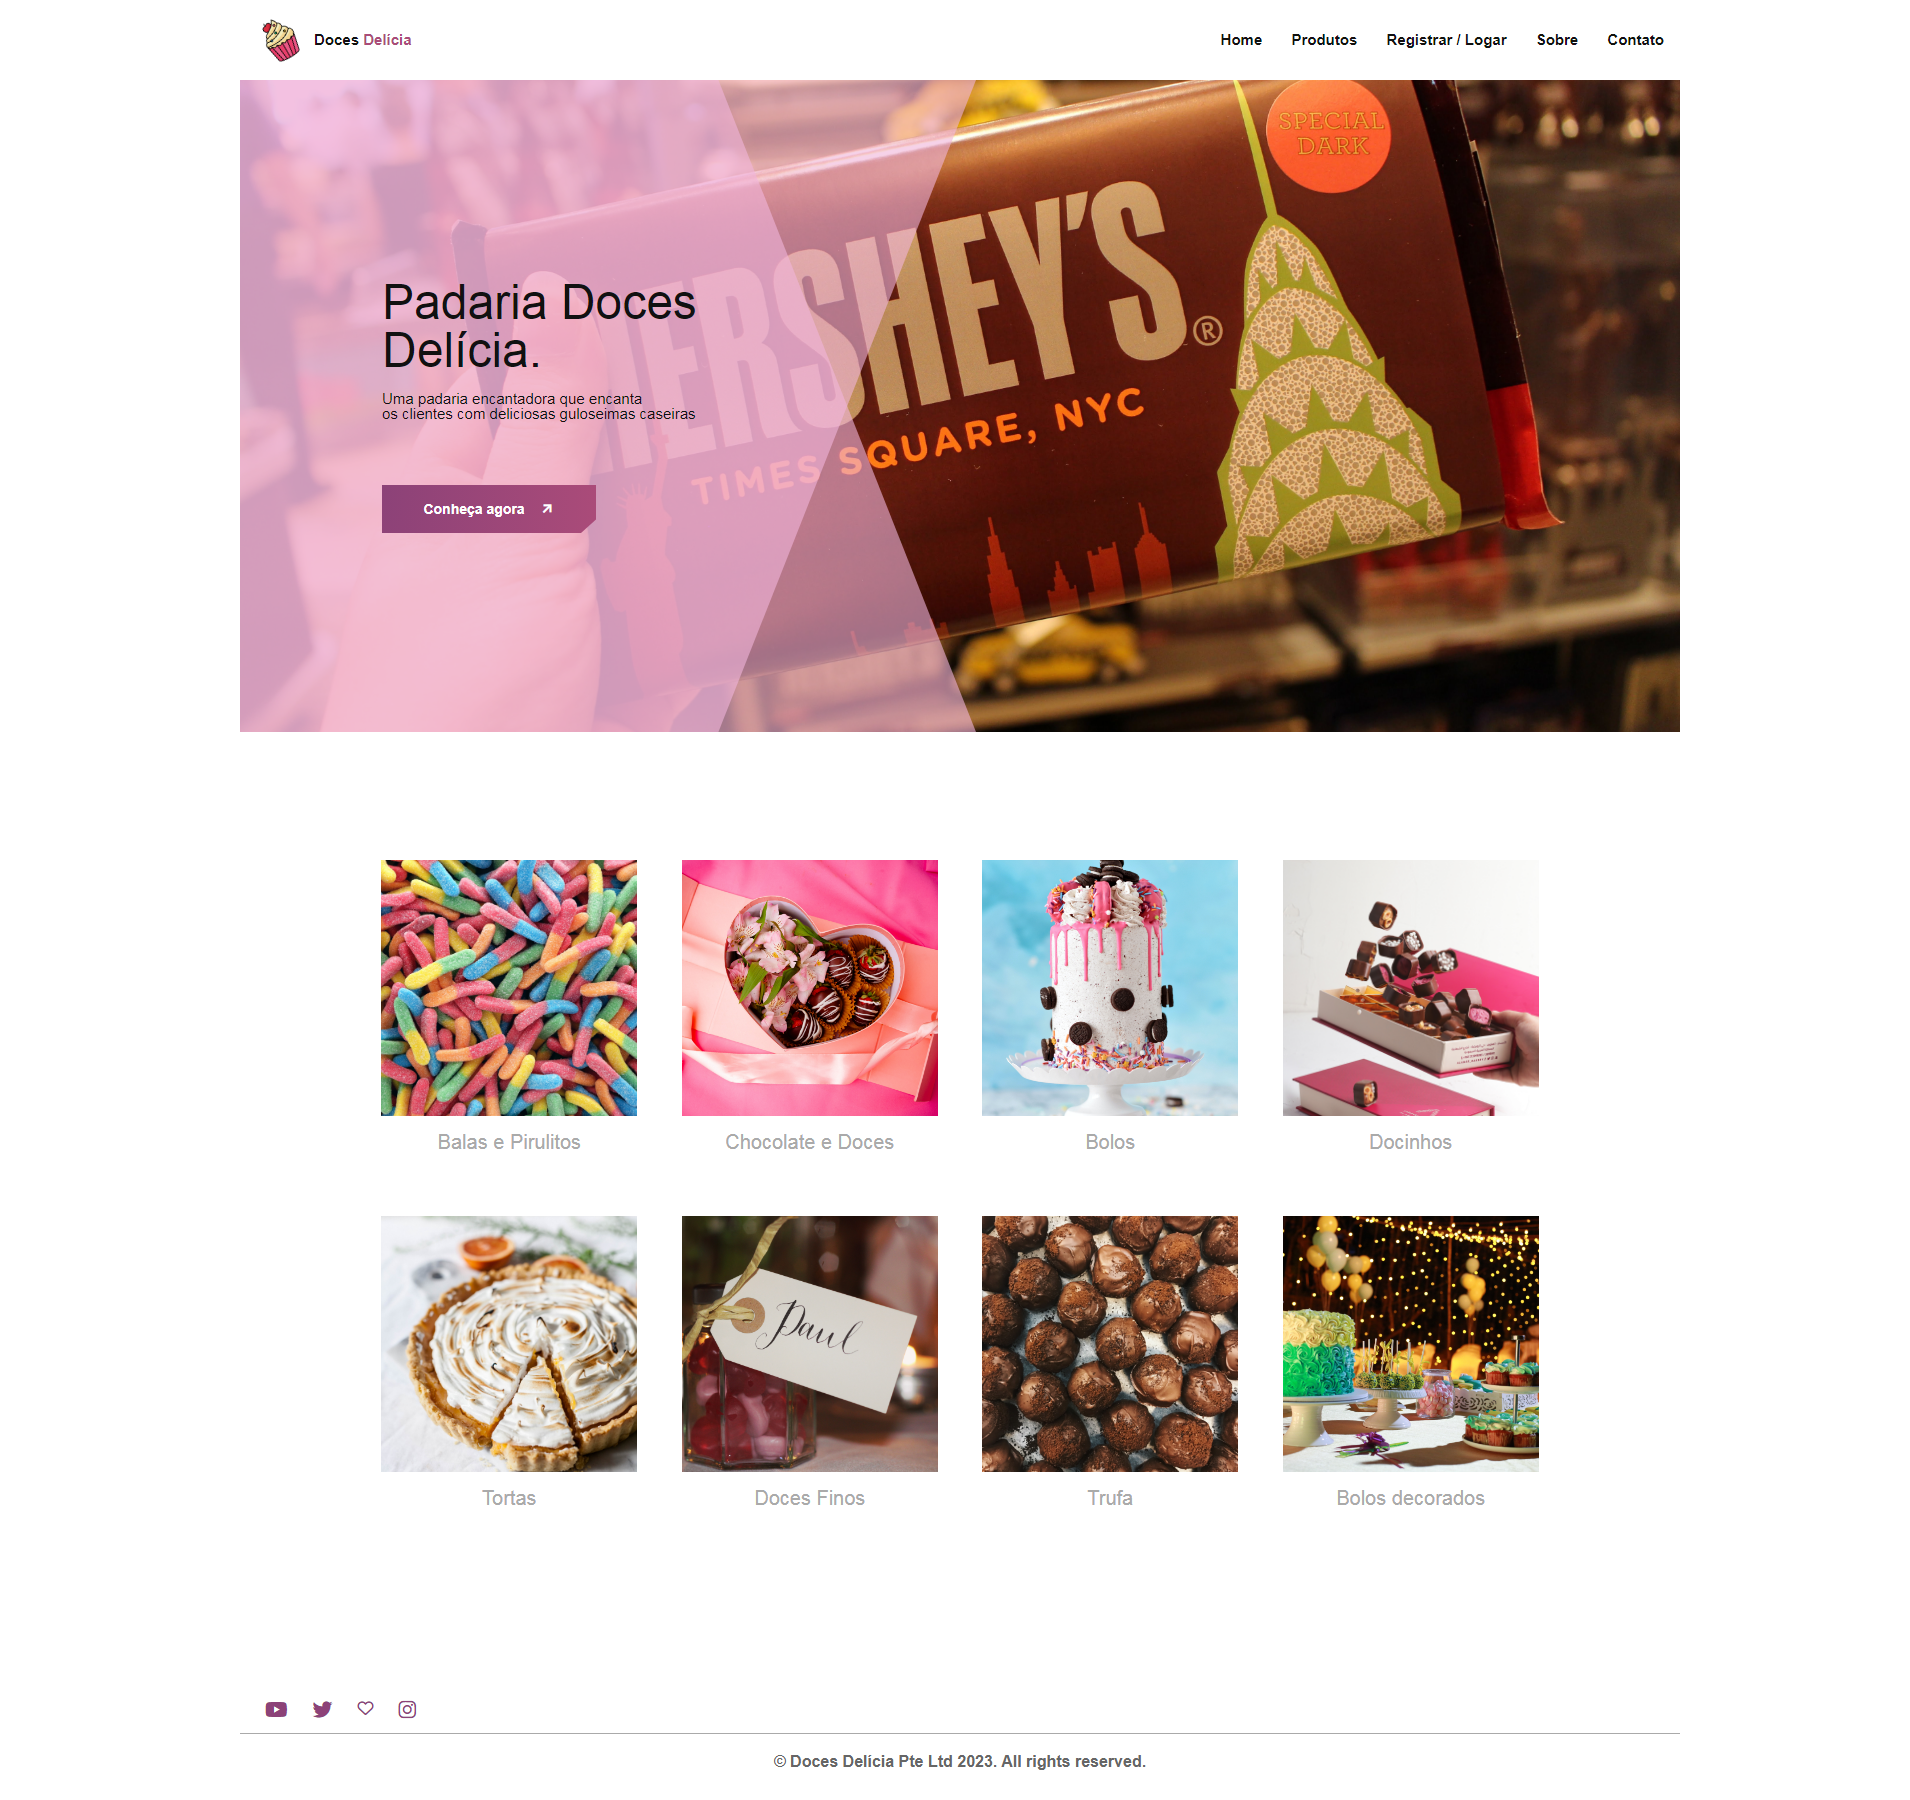 Doces Delícia
Home Produtos Registrar / Logar Sobre Contato
SPECIAL
DARK
HERSHEY'S®
TIMES SQUARE, NYC
Padaria Doces
Delícia.
Uma padaria encantadora que encanta
os clientes com deliciosas guloseimas caseiras
Conheça agora
Balas e Pirulitos
Chocolate e Doces
Bolos
Docinhos
Paul
Tortas
Doces Finos
Trufa
Bolos decorados
© Doces Delícia Pte Ltd 2023. All rights reserved.